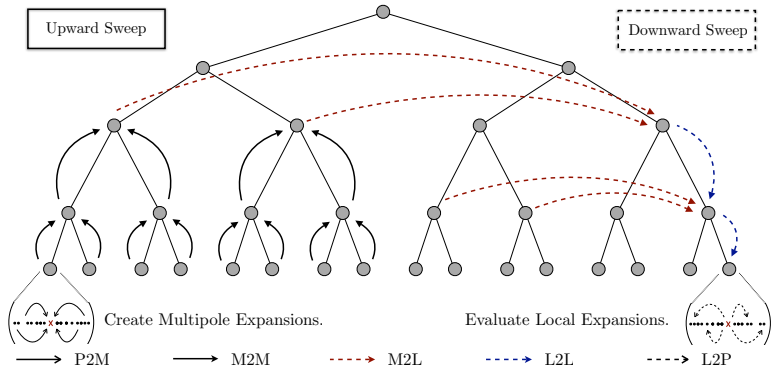 Upward Sweep
Downward Sweep
x
x
Create Multipole Expansions.
Evaluate Local Expansions.
P2M
M2M
M2L
L2L
L2P